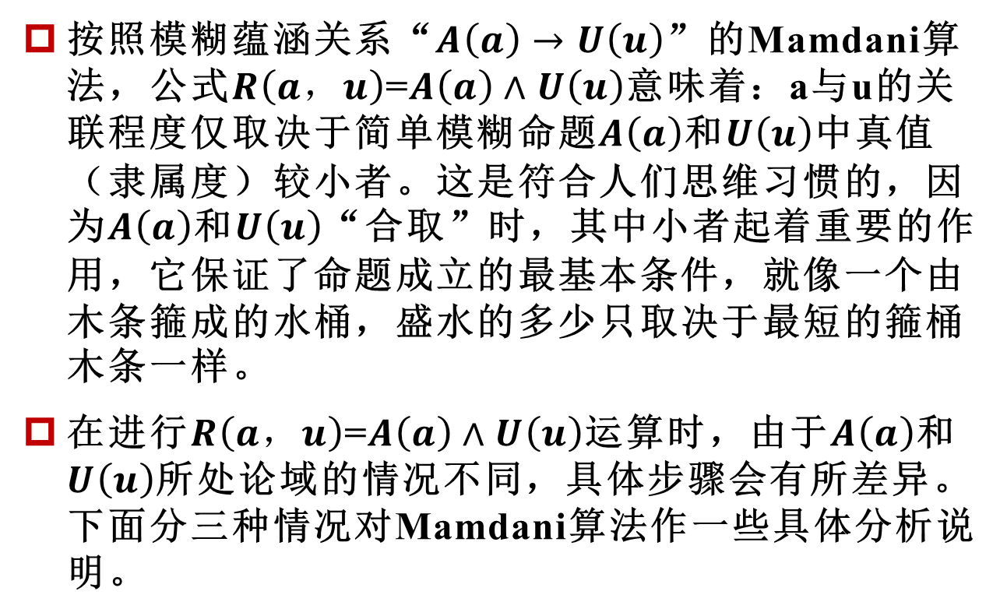 按照模糊蕴涵关系“A(a) → U(u)”的Mamdani算
法，公式R(a，u)=A(a) ∧ U(u)意味着：a与u的关
联程度仅取决于简单模糊命题A(a)和U(u)中真值
（隶属度）较小者。这是符合人们思维习惯的，因
为A(a)和U(u)“合取”时，其中小者起着重要的作
用，它保证了命题成立的最基本条件，就像一个由
木条箍成的水桶，盛水的多少只取决于最短的箍桶
木条一样。
在进行R(a，u)=A(a) ∧ U(u)运算时，由于A(a)和
U(u)所处论域的情况不同，具体步骤会有所差异。
下面分三种情况对Mamdani算法作一些具体分析说
明。